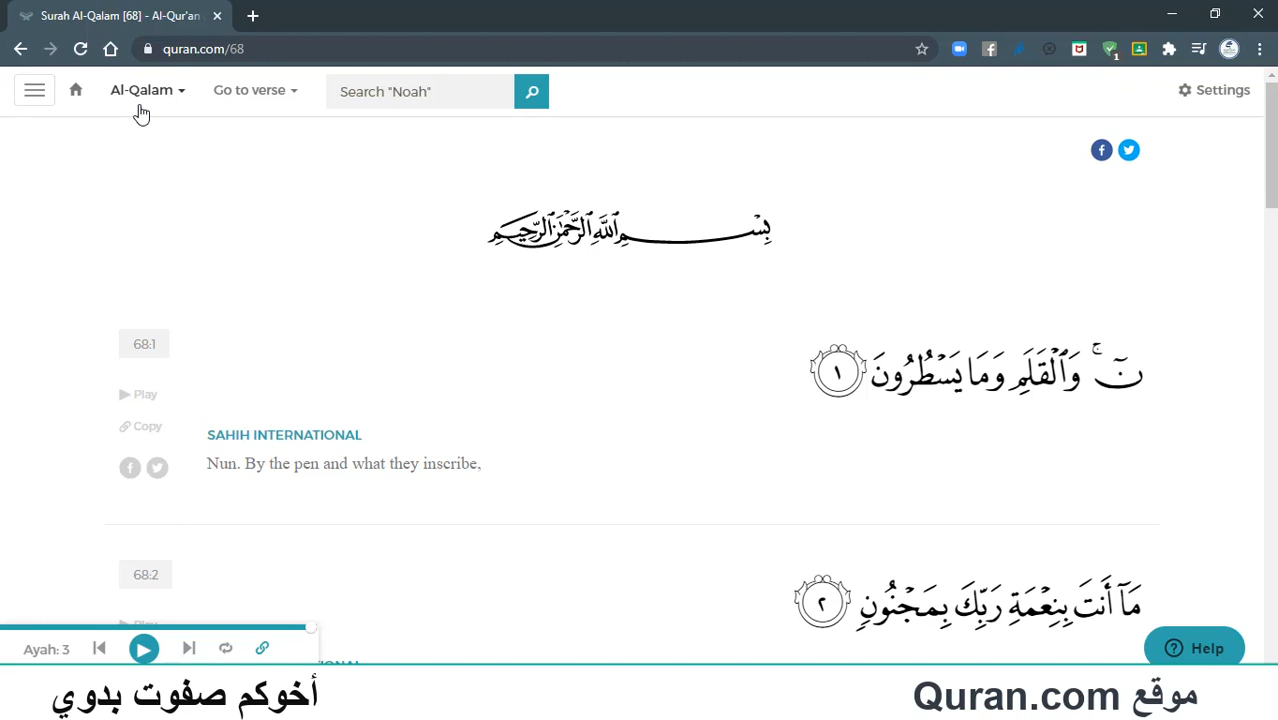 Surah Al-Qalam [68] - Al-Qur'an
quran.com/68
1
Al-Qalam
Go to verse
Search "Noah"
Settings
بِسْمِ اللَّهِ الرَّحْمَٰنِ الرَّحِيمِ
68:1
نٓ ۚ وَٱلْقَلَمِ وَمَا يَسْطُرُونَ ١
Play
Copy
SAHIH INTERNATIONAL
Nun. By the pen and what they inscribe,
68:2
مَآ أَنتَ بِنِعْمَةِ رَبِّكَ بِمَجْنُونٍ ٢
Ayah: 3
Help
أخوكم صفوت بدوي
موقع Quran.com